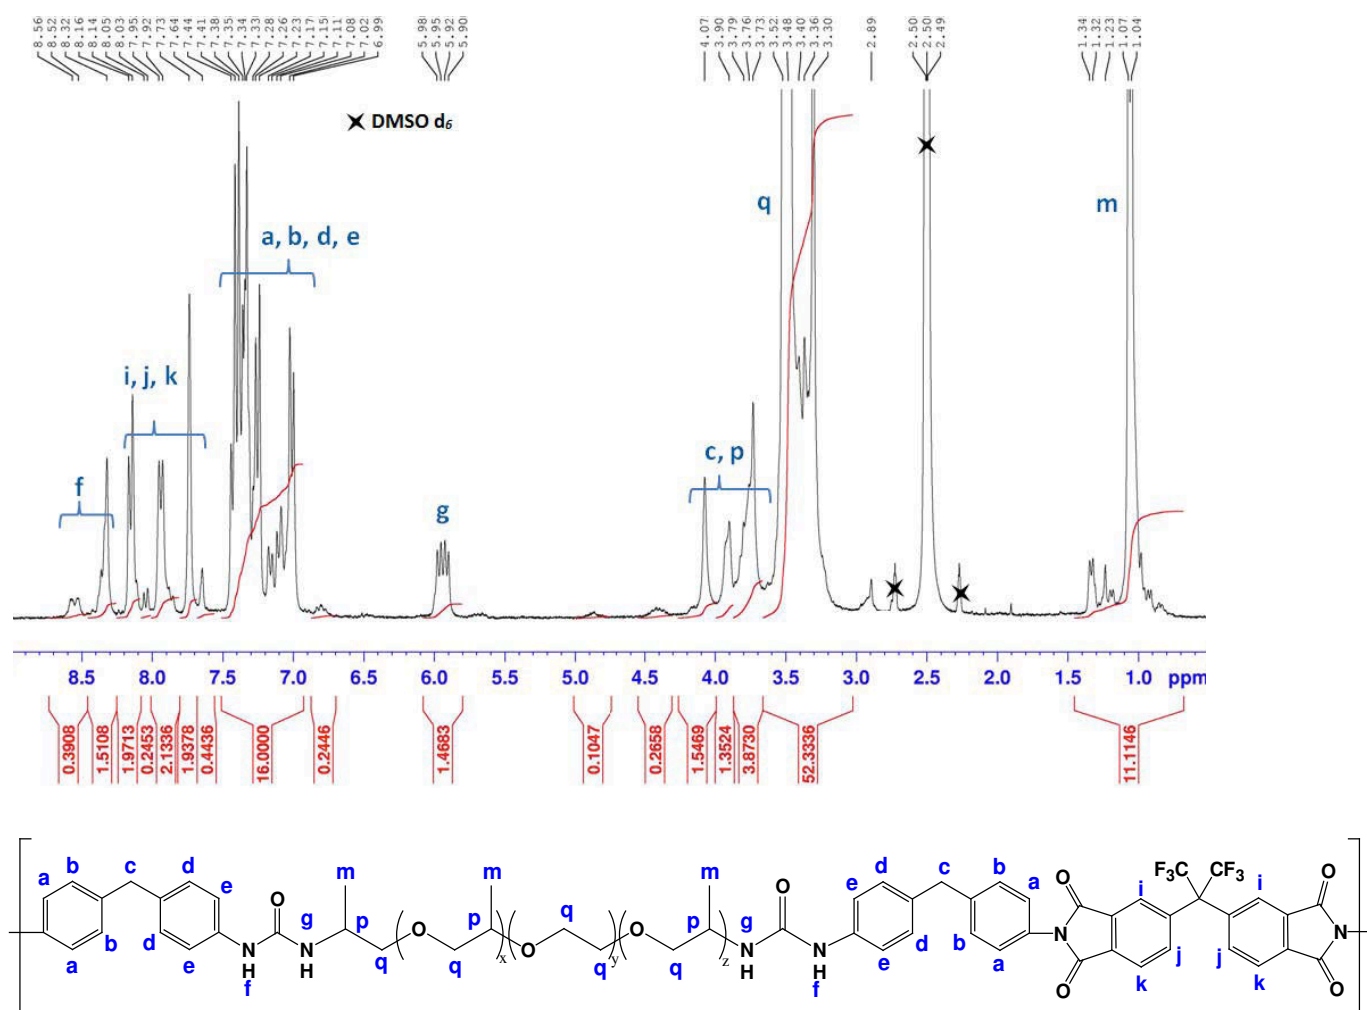 8.56 8.52 8.32 8.16 8.14 8.05 8.03 7.95 7.92 7.73 7.64 7.44 7.41 7.38 7.35 7.34 7.33 7.28 7.26 7.23 7.17 7.15 7.11 7.08 7.02 6.99 5.98 5.95 5.92 5.90 4.07 3.90 3.79 3.76 3.73 3.52 3.48 3.40 3.36 3.30 2.89 2.50 2.50 2.49 1.34 1.32 1.23 1.07 1.04
DMSO d6
q m
a, b, d, e
i, j, k
c, p
f
g
8.5 8.0 7.5 7.0 6.5 6.0 5.5 5.0 4.5 4.0 3.5 3.0 2.5 2.0 1.5 1.0 ppm
0.3908 1.5108 1.9713 0.2453 2.1336 1.9378 0.4436 16.0000 0.2446 1.4683 0.1047 0.2658 1.5469 1.3524 3.8730 52.3336 11.1146
b c d m m m d c b F3C CF3
a e O g p p q p g O e a O i i O
O O O N N
b d N H N H q q x O q y q z N H N H d b j j
a e f f e a O k k O